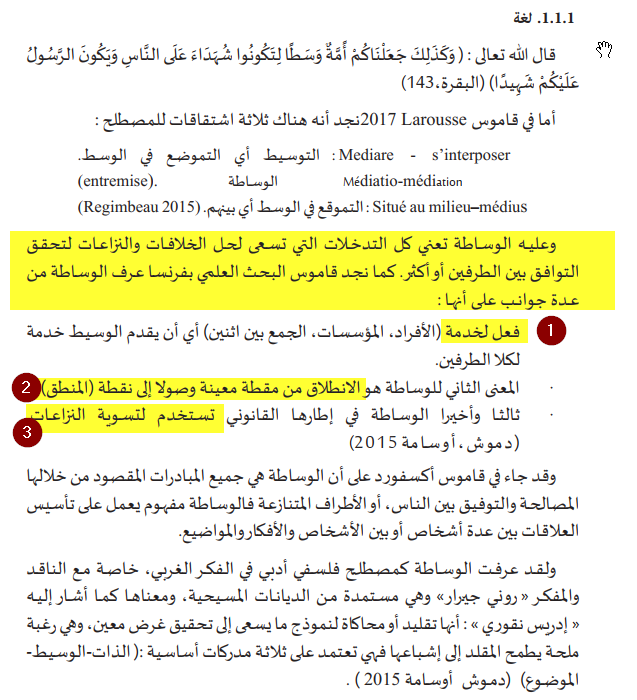 1.1.1. لغة
قال الله تعالى : ( وَكَذَلِكَ جَعَلْنَاكُمْ أُمَّةٌ وَسَطًا لِتَكُونُوا شُهَدَاءَ عَلَى النَّاسِ وَيَكُونَ الرَّسُولُ
عَلَيْكُمْ شَهِيدًا) (البقرة،143)
أما في قاموس Larousse 2017نجد أنه هناك ثلاثة اشتقاقات للمصطلح :
Mediare - s’interposer : التوسيط أي التموضع في الوسط.
Médiatio-médiation الوساطة .(entremise)
Situé au milieu–médius : التموقع في الوسط أي بينهم. (Regimbeau 2015)
وعليه الوساطة تعني كل التدخلات التي تسعى لحل الخلافات والنزاعات لتحقق
التوافق بين الطرفين أو أكثر. كما نجد قاموس البحث العلمي بفرنسا عرف الوساطة من
عدة جوانب على أنها :
· فعل لخدمة (الأفراد، المؤسسات، الجمع بين اثنين) أي أن يقدم الوسيط خدمة 1
لكلا الطرفين.
· المعنى الثاني للوساطة هو الانطلاق من مقطة معينة وصولا إلى نقطة (المنطق) 2
· ثالثا وأخيرا الوساطة في إطارها القانوني تستخدم لتسوية النزاعات
(دموش، أوسامة 2015) 3
وقد جاء في قاموس أكسفورد على أن الوساطة هي جميع المبادرات المقصود من خلالها
المصالحة والتوفيق بين الناس، أو الأطراف المتنازعة فالوساطة مفهوم يعمل على تأسيس
العلاقات بين عدة أشخاص أو بين الأشخاص والأفكار والمواضيع.
ولقد عرفت الوساطة كمصطلح فلسفي أدبي في الفكر الغربي، خاصة مع الناقد
والمفكر « روني جيرار» وهي مستمدة من الديانات المسيحية، ومعناها كما أشار إليه
« إدريس نقوري» : أنها تقليد أو محاكاة لنموذج ما يسعى إلى تحقيق غرض معين، وهي رغبة
ملحة يطمح المقلد إلى إشباعها فهي تعتمد على ثلاثة مدركات أساسية :( الذات-الوسيط-
الموضوع) (دموش أوسامة 2015 ) .